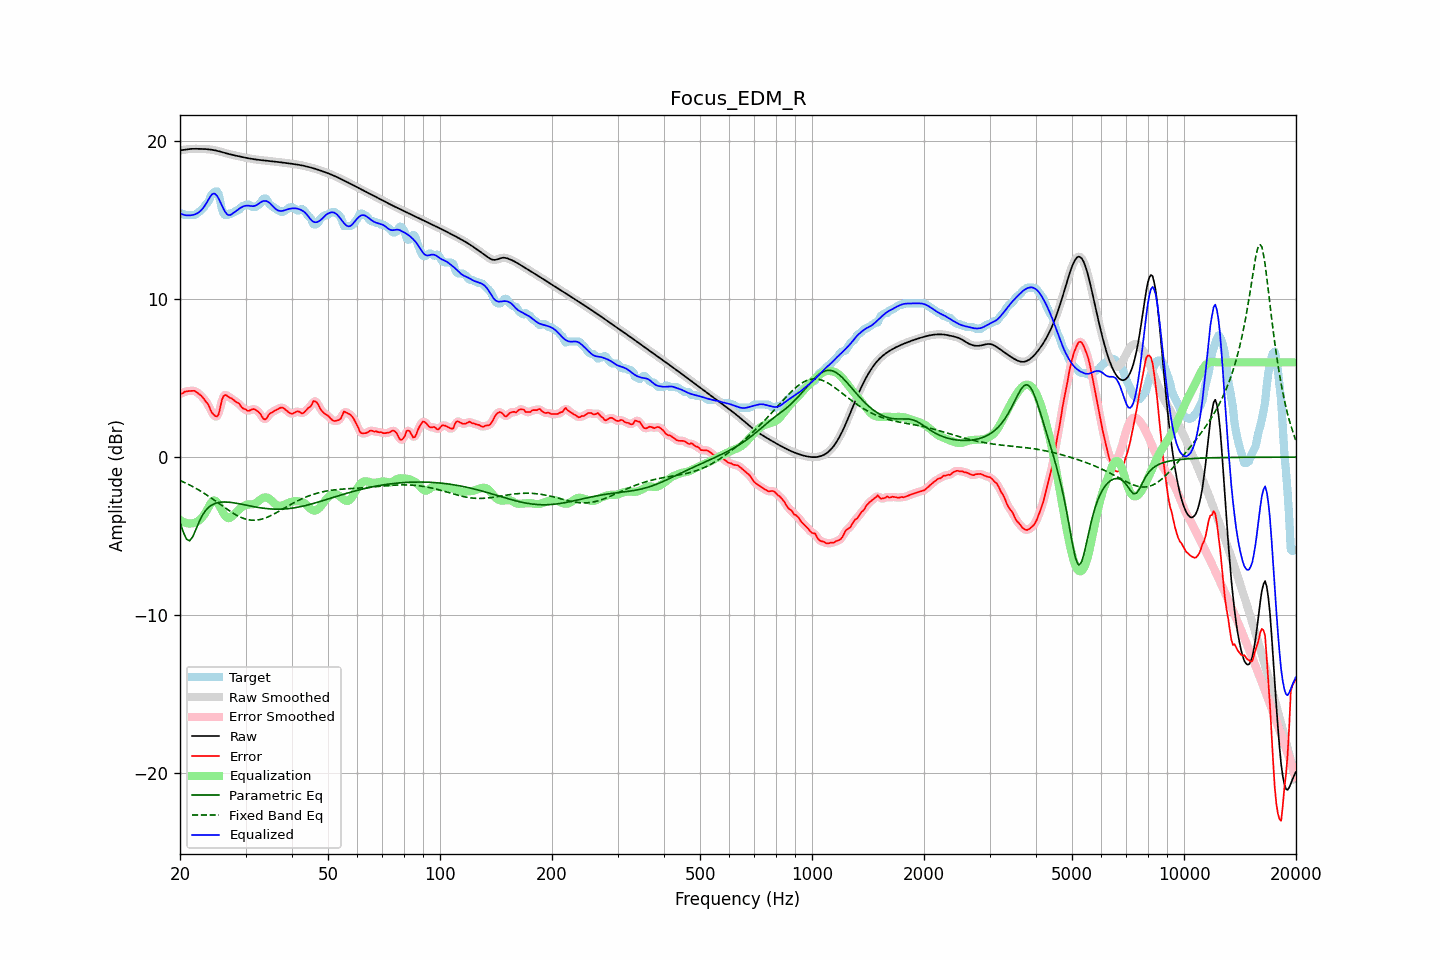 Focus_EDM_R
Amplitude (dBr)
20
10
0
−10
−20
Target
Raw Smoothed
Error Smoothed
Raw
Error
Equalization
Parametric Eq
Fixed Band Eq
Equalized
20 50 100 200 500 1000 2000 5000 10000 20000
Frequency (Hz)